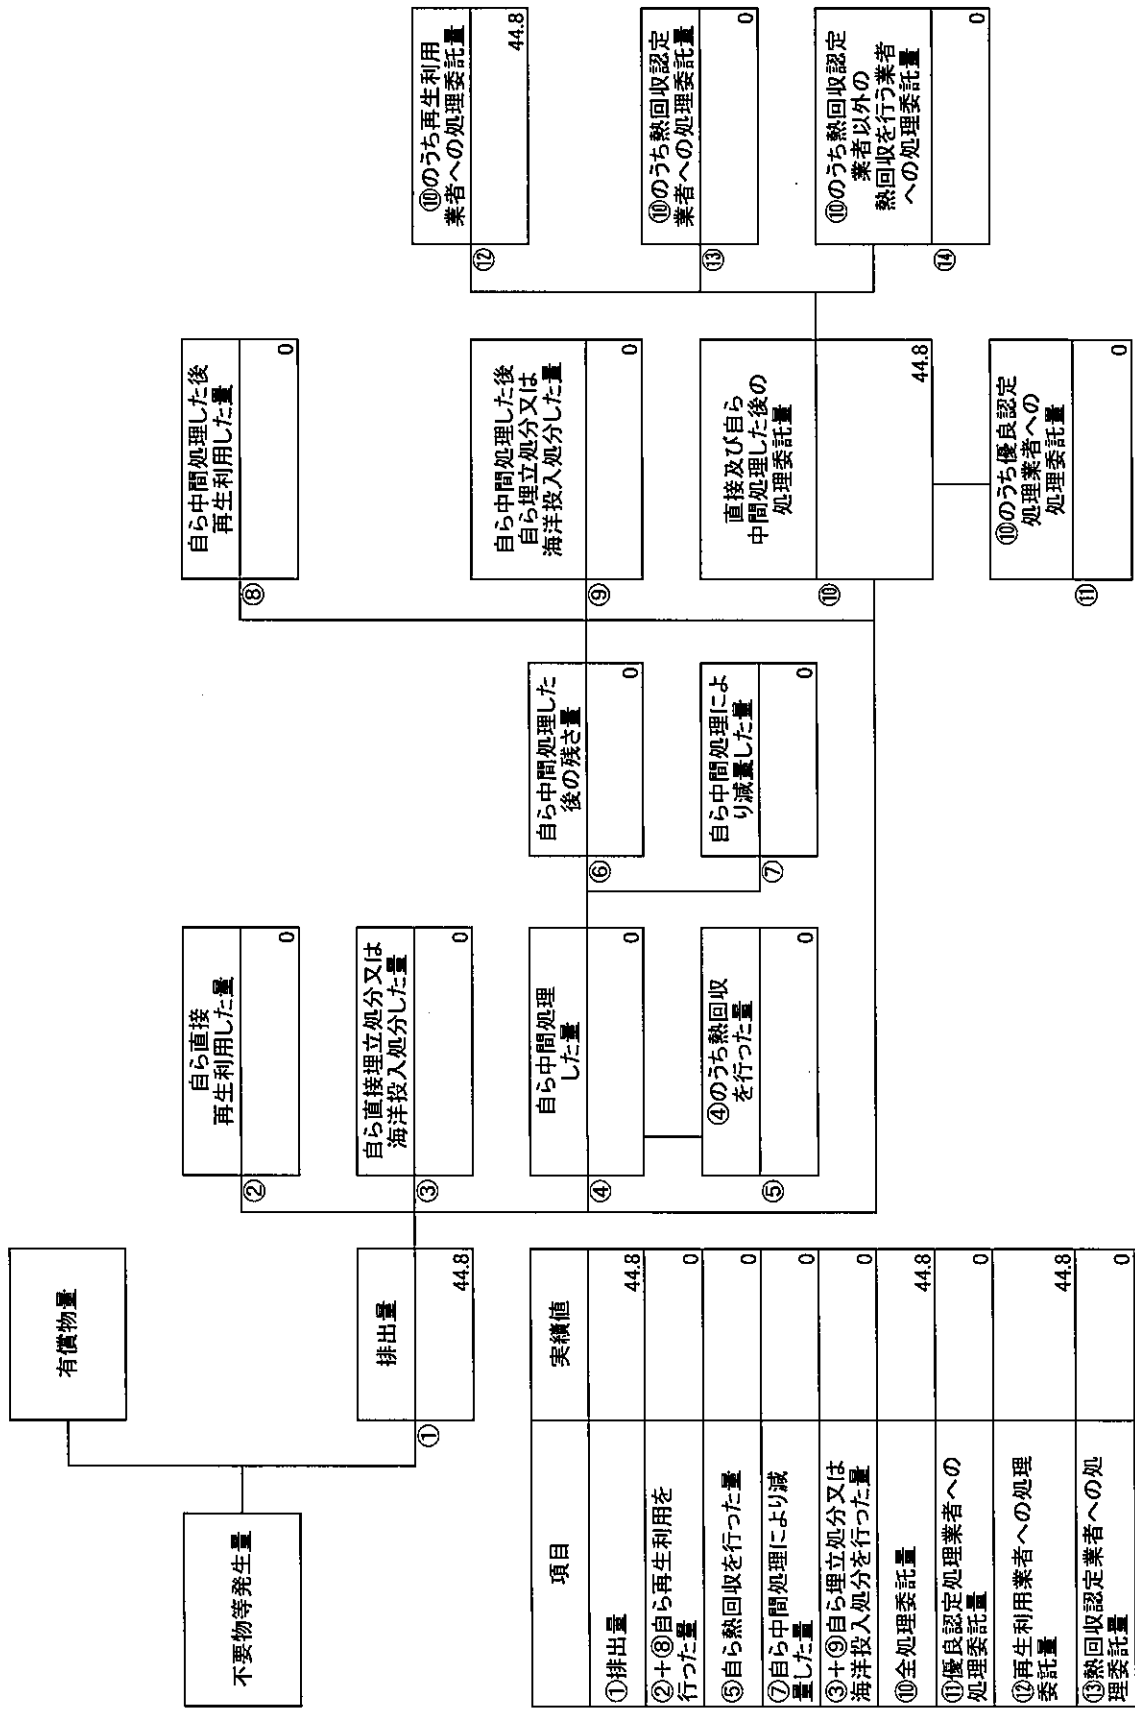 不要物等発生量
有償物量
①
排出量
44.8
②
自ら直接
再生利用した量
0
③
自ら直接埋立処分又は
海洋投入処分した量
0
④
自ら中間処理
した量
0
⑤
④のうち熱回収
を行った量
0
⑥
自ら中間処理した
後の残さ量
0
⑦
自ら中間処理によ
り減量した量
0
⑧
自ら中間処理した後
再生利用した量
0
⑨
自ら中間処理した後
自ら埋立処分又は
海洋投入処分した量
0
⑩
直接及び自ら
中間処理した後の
処理委託量
44.8
⑪
⑩のうち優良認定
処理業者への
処理委託量
0
⑫
⑩のうち再生利用
業者への処理委託量
44.8
⑬
⑩のうち熱回収認定
業者への処理委託量
0
⑭
⑩のうち熱回収認定
業者以外の
熱回収を行う業者
への処理委託量
0
項目
実績値
①排出量
44.8
②+⑧自ら再生利用を
行った量
0
⑤自ら熱回収を行った量
0
⑦自ら中間処理により減
量した量
0
③+⑨自ら埋立処分又は
海洋投入処分を行った量
0
⑩全処理委託量
44.8
⑪優良認定処理業者への
処理委託量
0
⑫再生利用業者への処理
委託量
44.8
⑬熱回収認定業者への処
理委託量
0